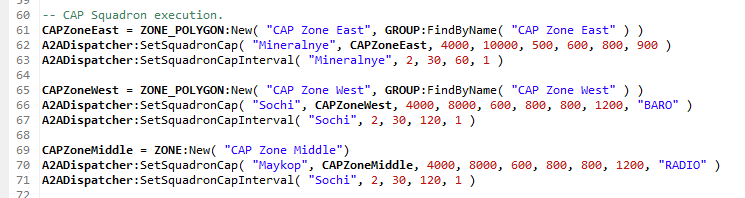 60 -- CAP Squadron execution.
61 CAPZoneEast = ZONE_POLYGON:New( "CAP Zone East", GROUP:FindByName( "CAP Zone East" ) )
62 A2ADispatcher:SetSquadronCap( "Mineralnye", CAPZoneEast, 4000, 10000, 500, 600, 800, 900 )
63 A2ADispatcher:SetSquadronCapInterval( "Mineralnye", 2, 30, 60, 1 )
64
65 CAPZoneWest = ZONE_POLYGON:New( "CAP Zone West", GROUP:FindByName( "CAP Zone West" ) )
66 A2ADispatcher:SetSquadronCap( "Sochi", CAPZoneWest, 4000, 8000, 600, 800, 800, 1200, "BARO" )
67 A2ADispatcher:SetSquadronCapInterval( "Sochi", 2, 30, 120, 1 )
68
69 CAPZoneMiddle = ZONE:New( "CAP Zone Middle")
70 A2ADispatcher:SetSquadronCap( "Maykop", CAPZoneMiddle, 4000, 8000, 600, 800, 800, 1200, "RADIO" )
71 A2ADispatcher:SetSquadronCapInterval( "Sochi", 2, 30, 120, 1 )
72